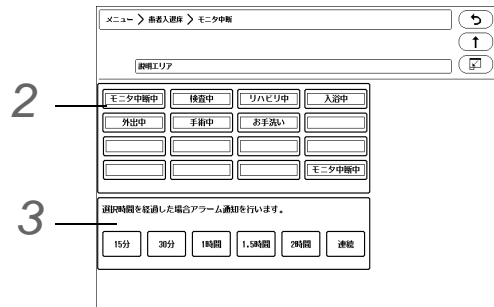 メニュー 〉 患者入退床 〉 モニタ中断
説明エリア
2
モニタ中断中 検査中 リハビリ中 入浴中
外出中 手術中 お手洗い
モニタ中断中
3
選択時間を経過した場合アラーム通知を行います。
15分 30分 1時間 1.5時間 2時間 連続